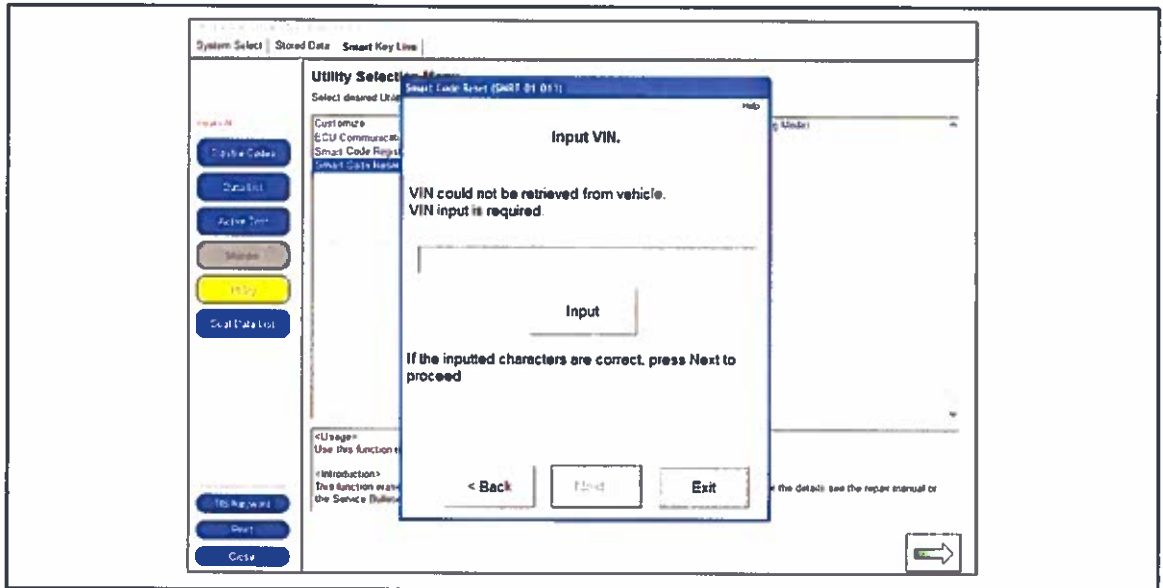 System Select Stored Data Smart Key Live
Utility Selection Menu
Select desired
Smart Code Reset (SMRT-01-011)
Help
Customize
ECU Communicat
Smart Code Regist
Smart Code Reset
Input VIN.
VIN could not be retrieved from vehicle.
VIN input is required.
Input
If the inputted characters are correct, press Next to
proceed
< Back Next Exit
Trouble Codes
Data List
Active Test
Monitor
Utility
Dual Data List
<Usage>
Use this function
<Introduction>
This function
the Service
the details see the repair manual or
TIS Keyword
Print
Close